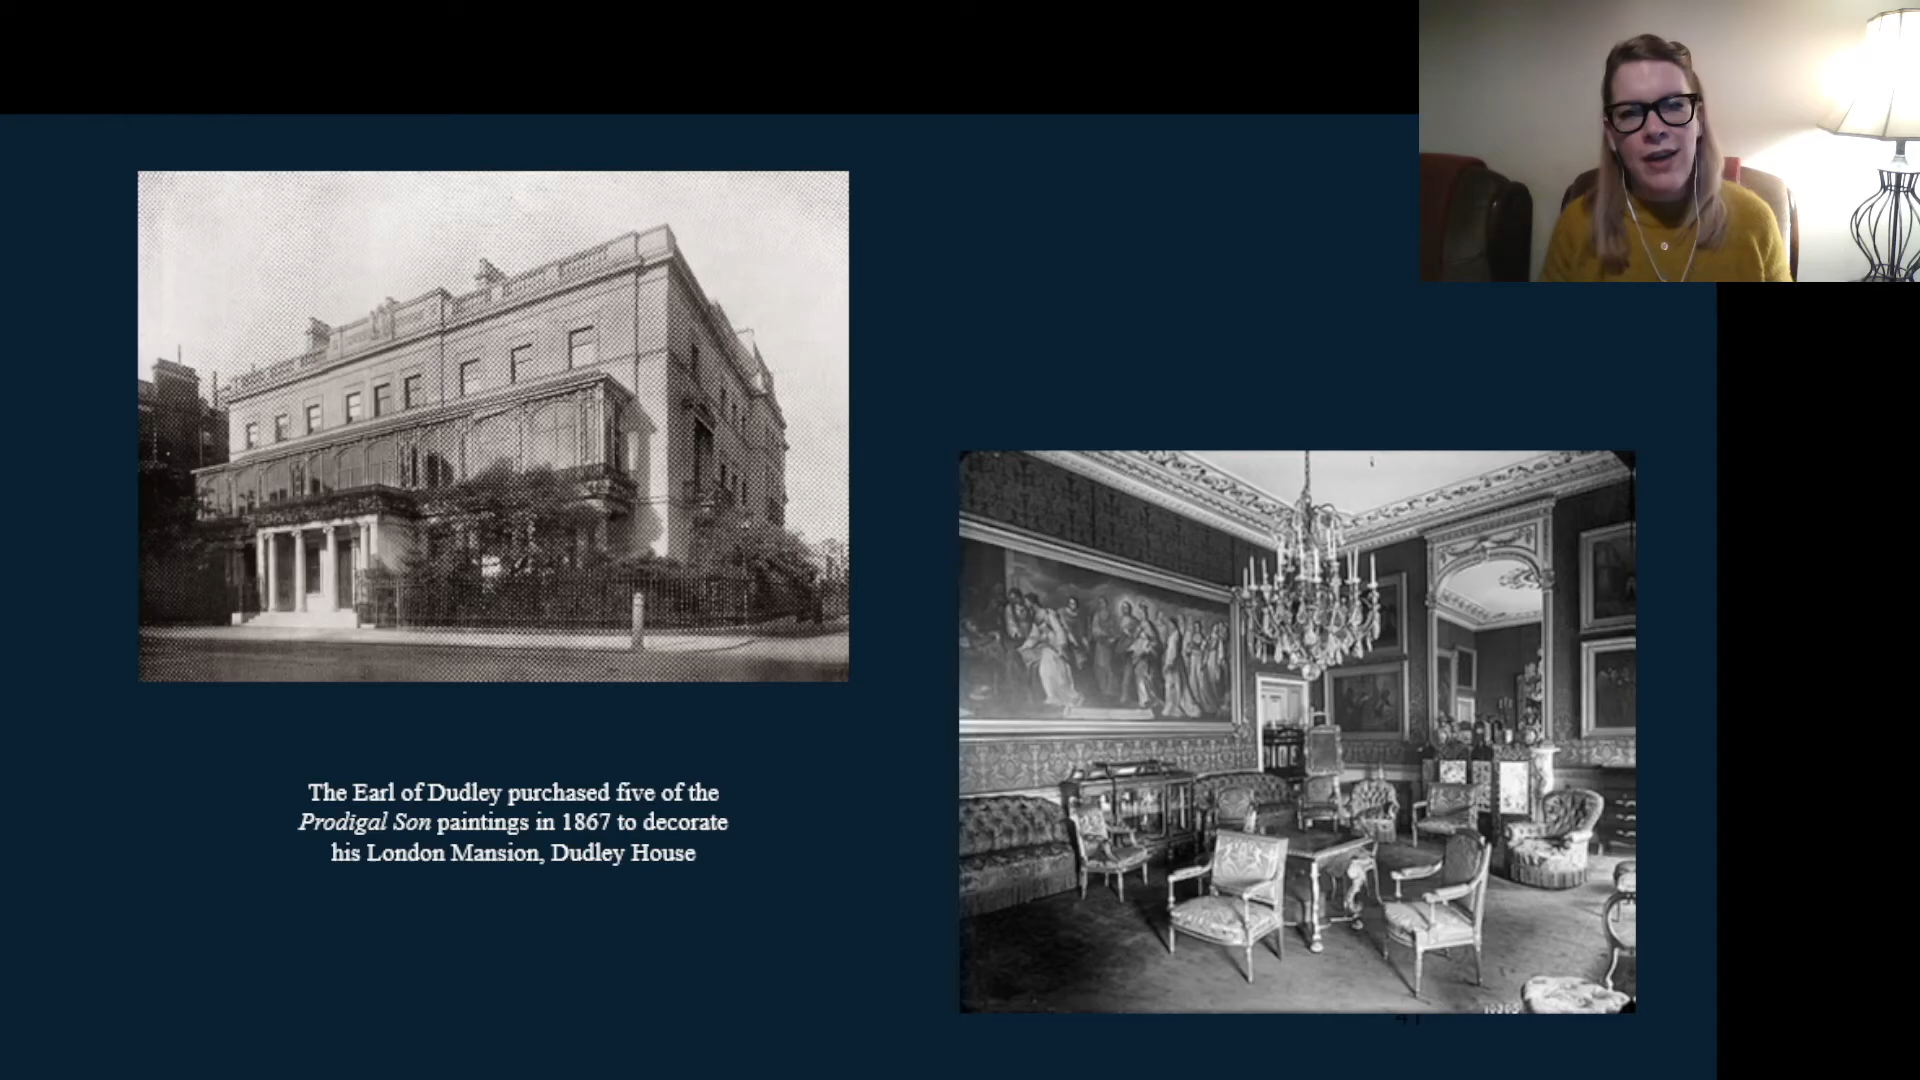 The Earl of Dudley purchased five of the
Prodigal Son paintings in 1867 to decorate
his London Mansion, Dudley House